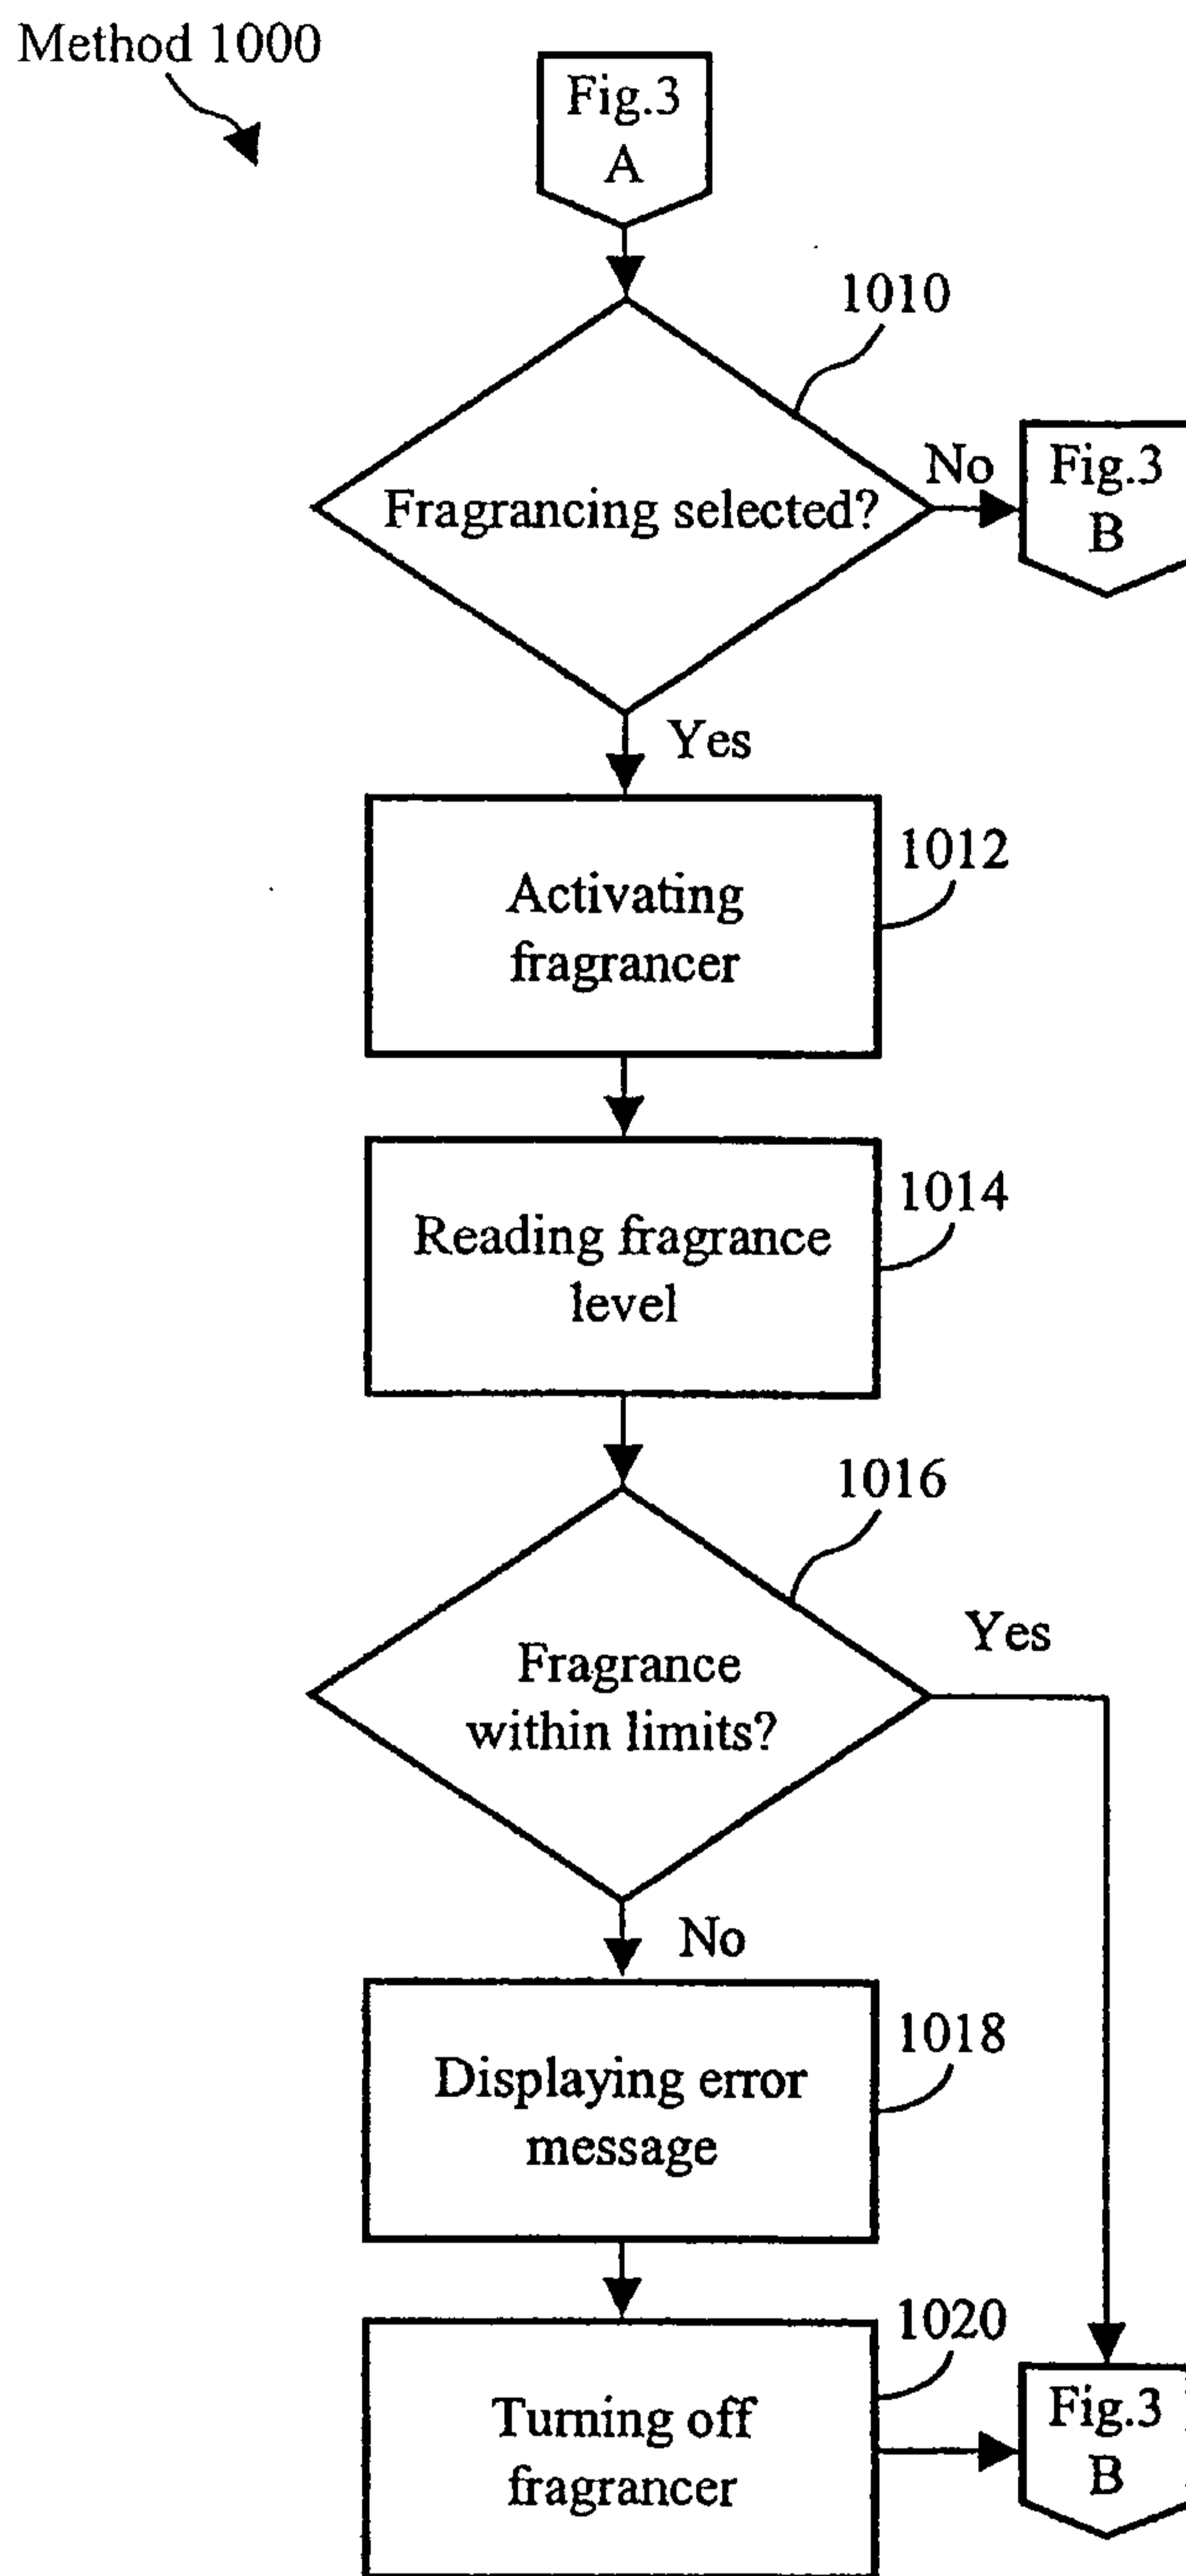 Method 1000
Fig.3
A
1010
Fragrancing selected?
No
Fig.3
B
Yes
1012
Activating
fragrancer
1014
Reading fragrance
level
1016
Fragrance
within limits?
Yes
No
1018
Displaying error
message
1020
Turning off
fragrancer
Fig.3
B